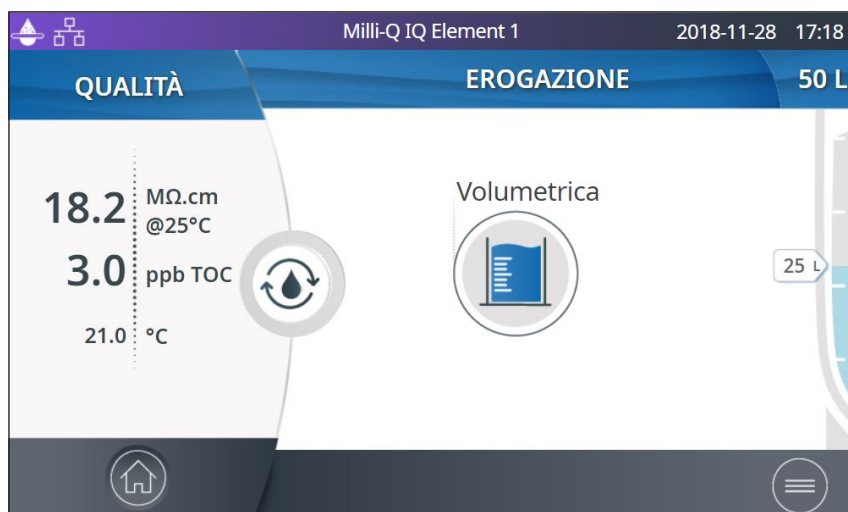 Milli-Q IQ Element 1 2018-11-28 17:18
QUALITÀ EROGAZIONE 50 L
Volumetrica
18.2 MΩ.cm
@25°C
3.0 ppb TOC
21.0 °C
25 L